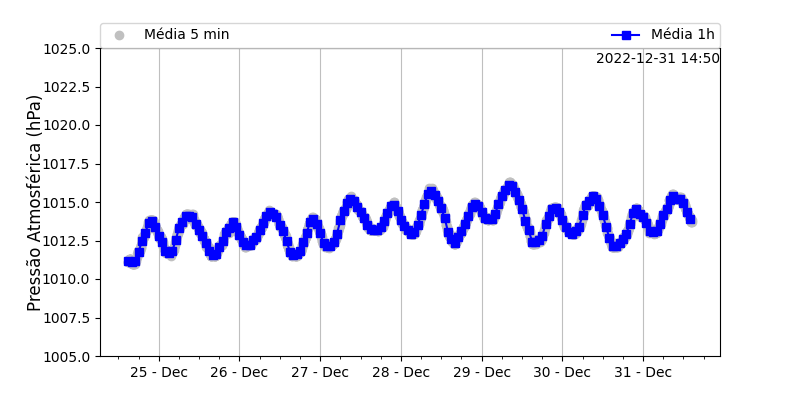 Média 5 min
Média 1h
2022-12-31 14:50
Pressão Atmosférica (hPa)
1025.0
1022.5
1020.0
1017.5
1015.0
1012.5
1010.0
1007.5
1005.0
25 - Dec
26 - Dec
27 - Dec
28 - Dec
29 - Dec
30 - Dec
31 - Dec